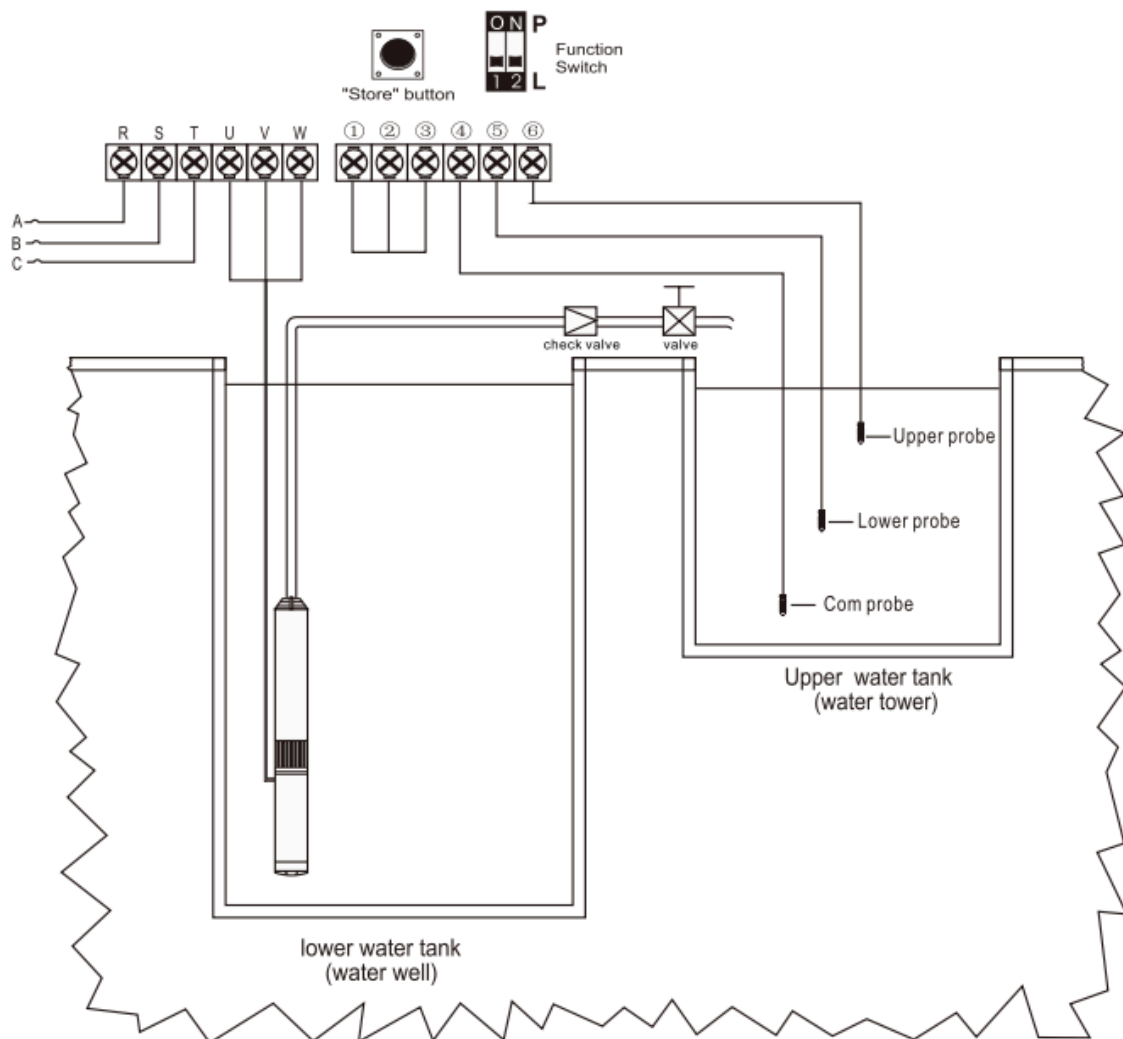 ON P
Function
Switch
1 2 L
"Store" button
R S T U V W
① ② ③ ④ ⑤ ⑥
A
B
C
check valve
valve
Upper probe
Lower probe
Com probe
Upper water tank
(water tower)
lower water tank
(water well)